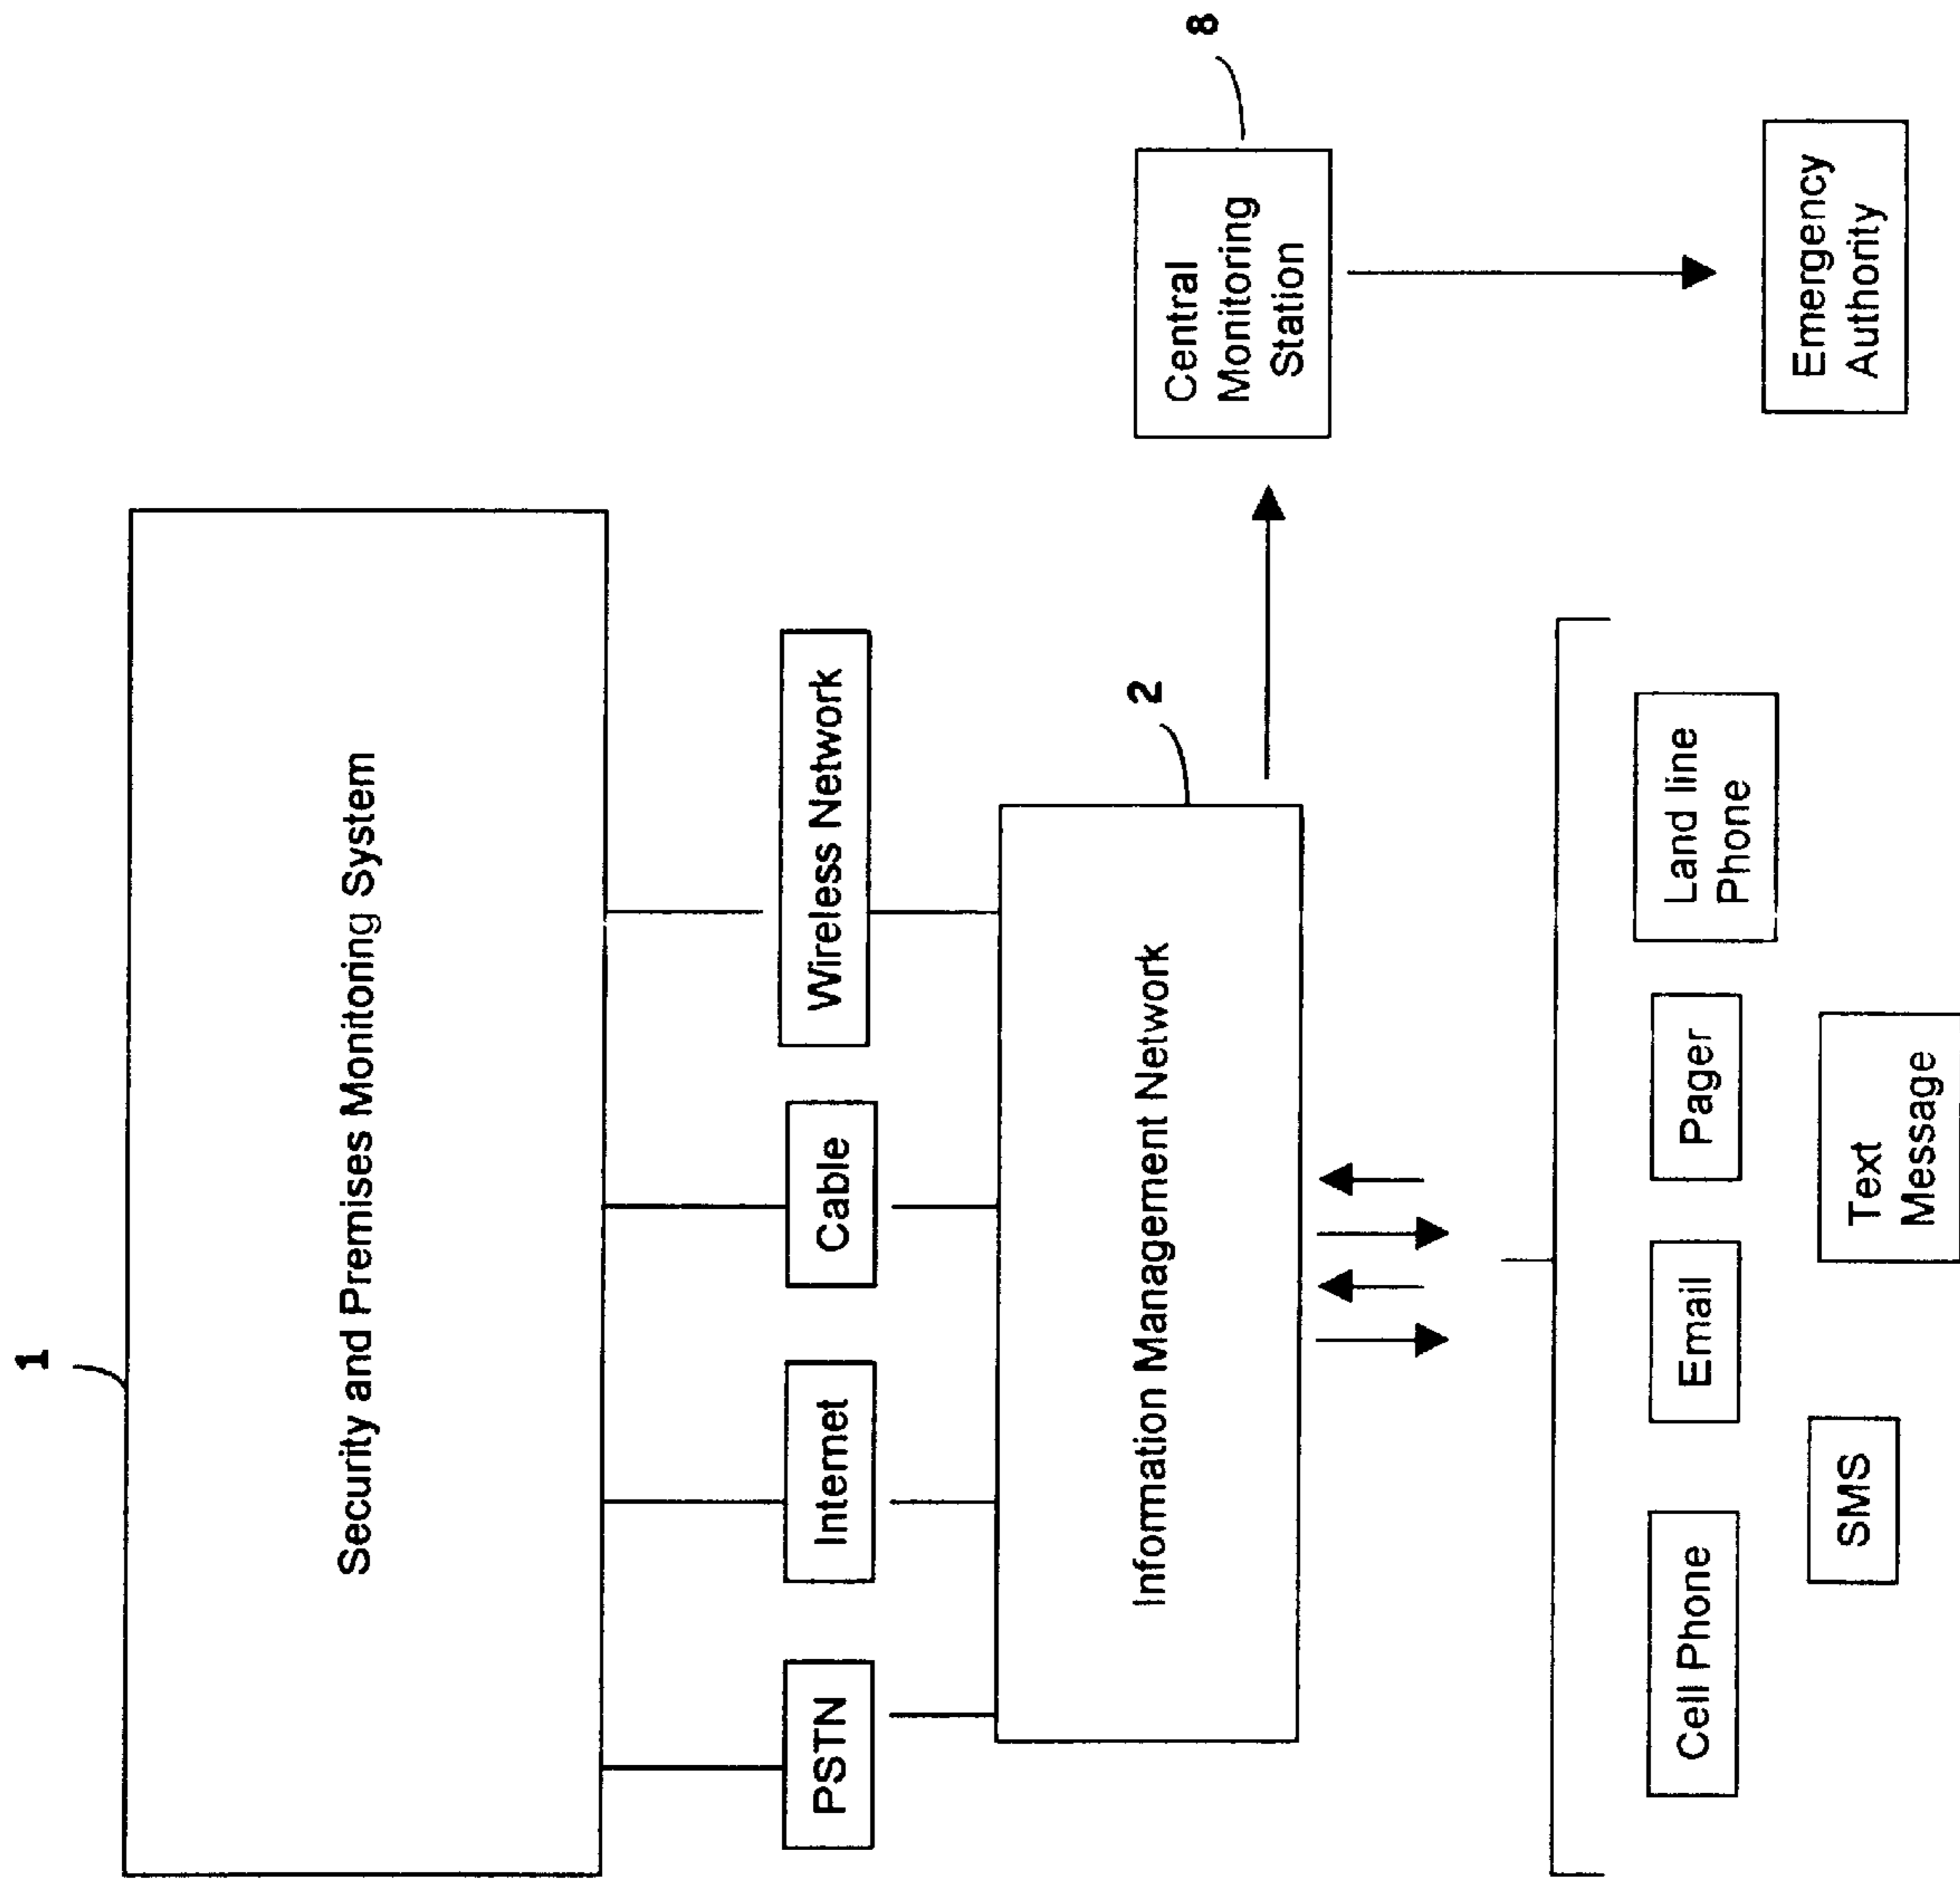 1
Security and Premises Monitoring System
PSTN
Internet
Cable
Wireless Network
2
Information Management Network
8
Central
Monitoring
Station
Cell Phone
Email
Pager
Land line
Phone
SMS
Text
Message
Emergency
Authority